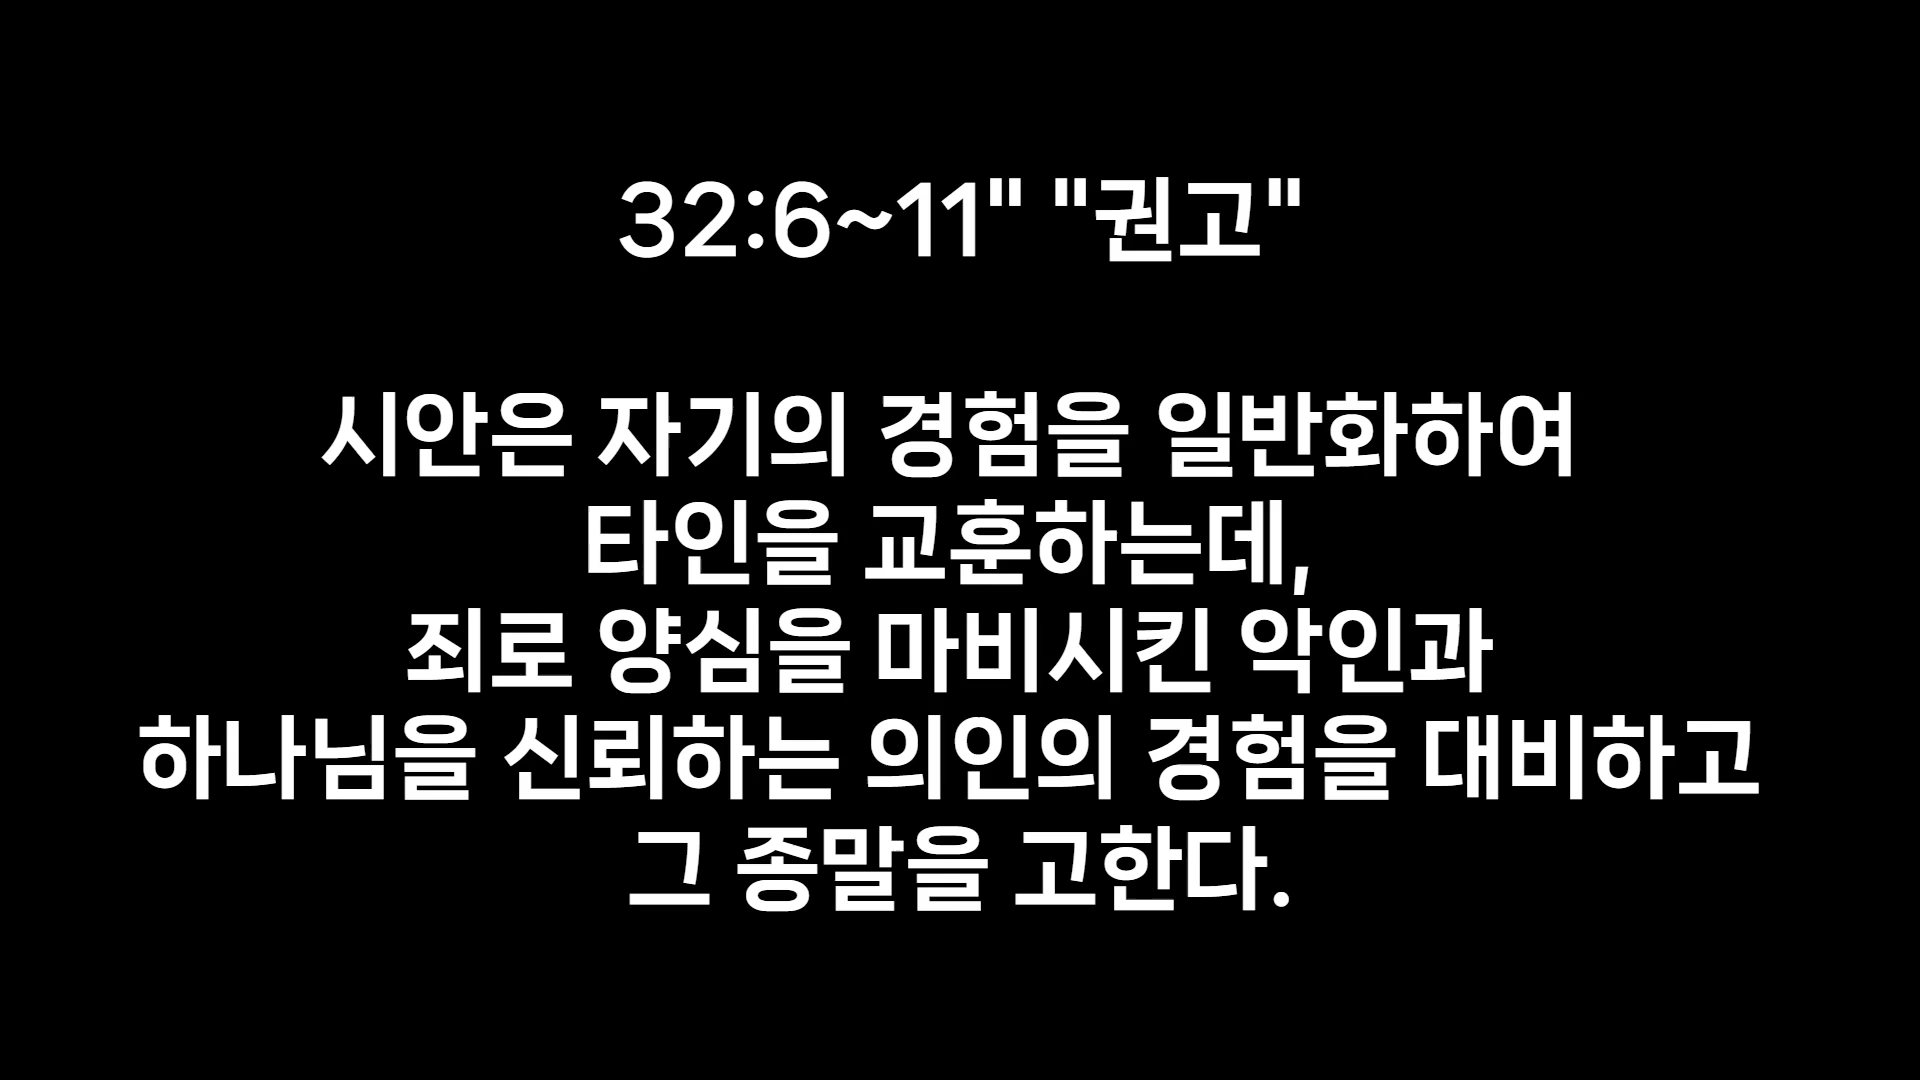 32:6~11" "권고"
시안은 자기의 경험을 일반화하여
타인을 교훈하는데,
죄로 양심을 마비시킨 악인과
하나님을 신뢰하는 의인의 경험을 대비하고
그 종말을 고한다.